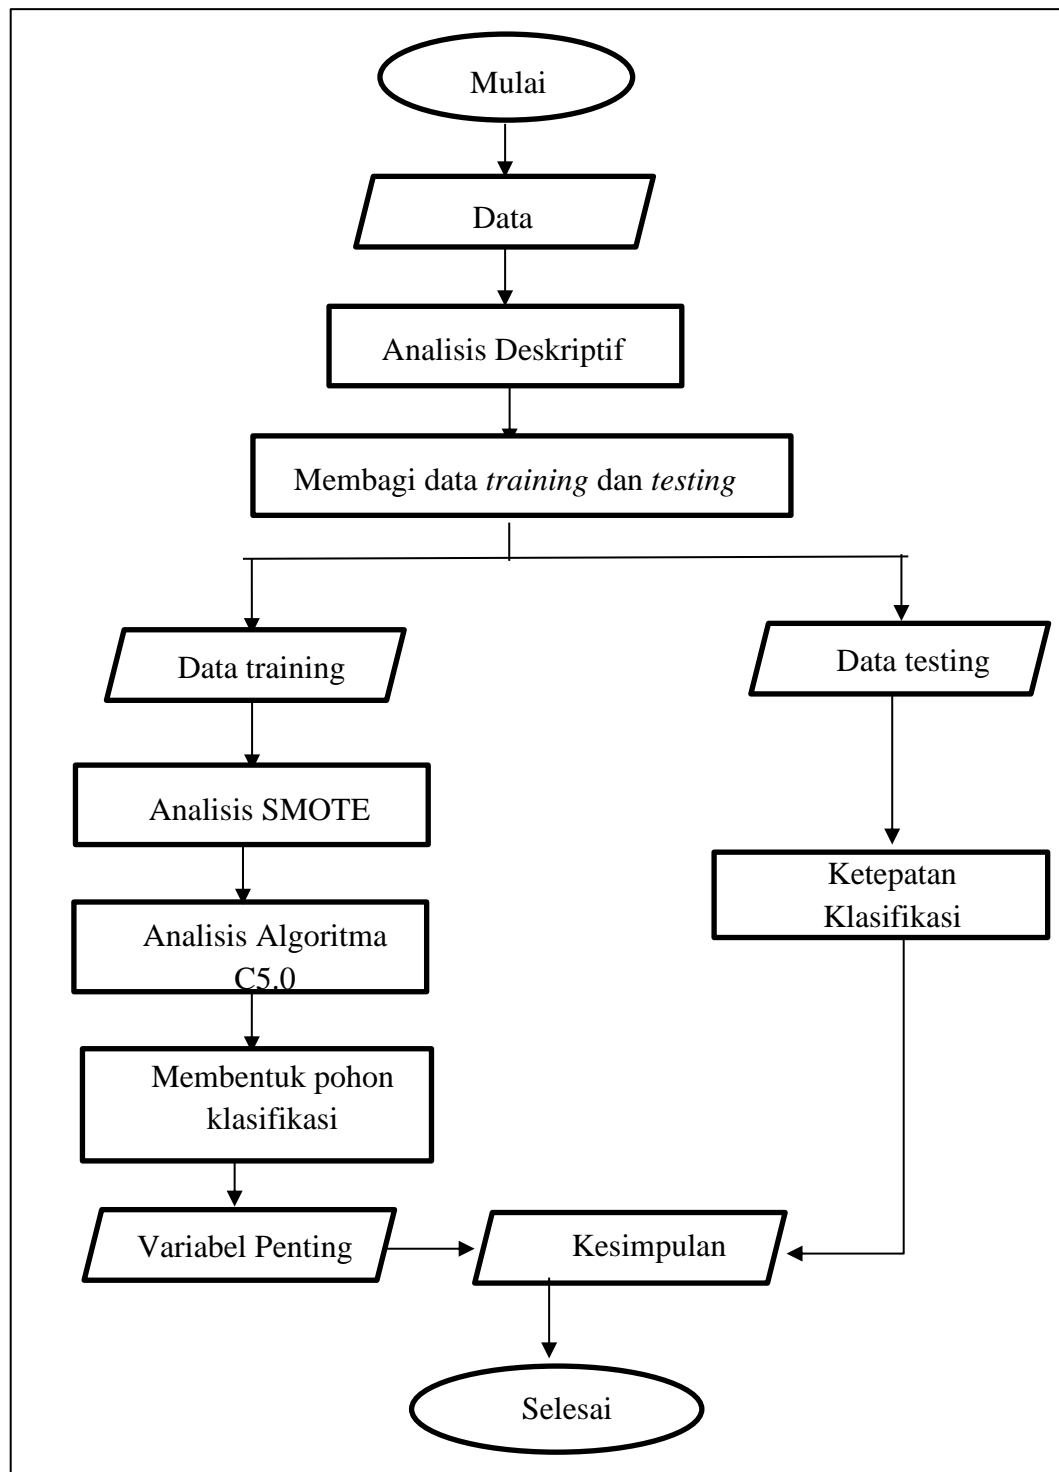 Mulai
Data
Analisis Deskriptif
Membagi data training dan testing
Data training
Data testing
Analisis SMOTE
Ketepatan
Klasifikasi
Analisis Algoritma
C5.0
Membentuk pohon
klasifikasi
Variabel Penting
Kesimpulan
Selesai